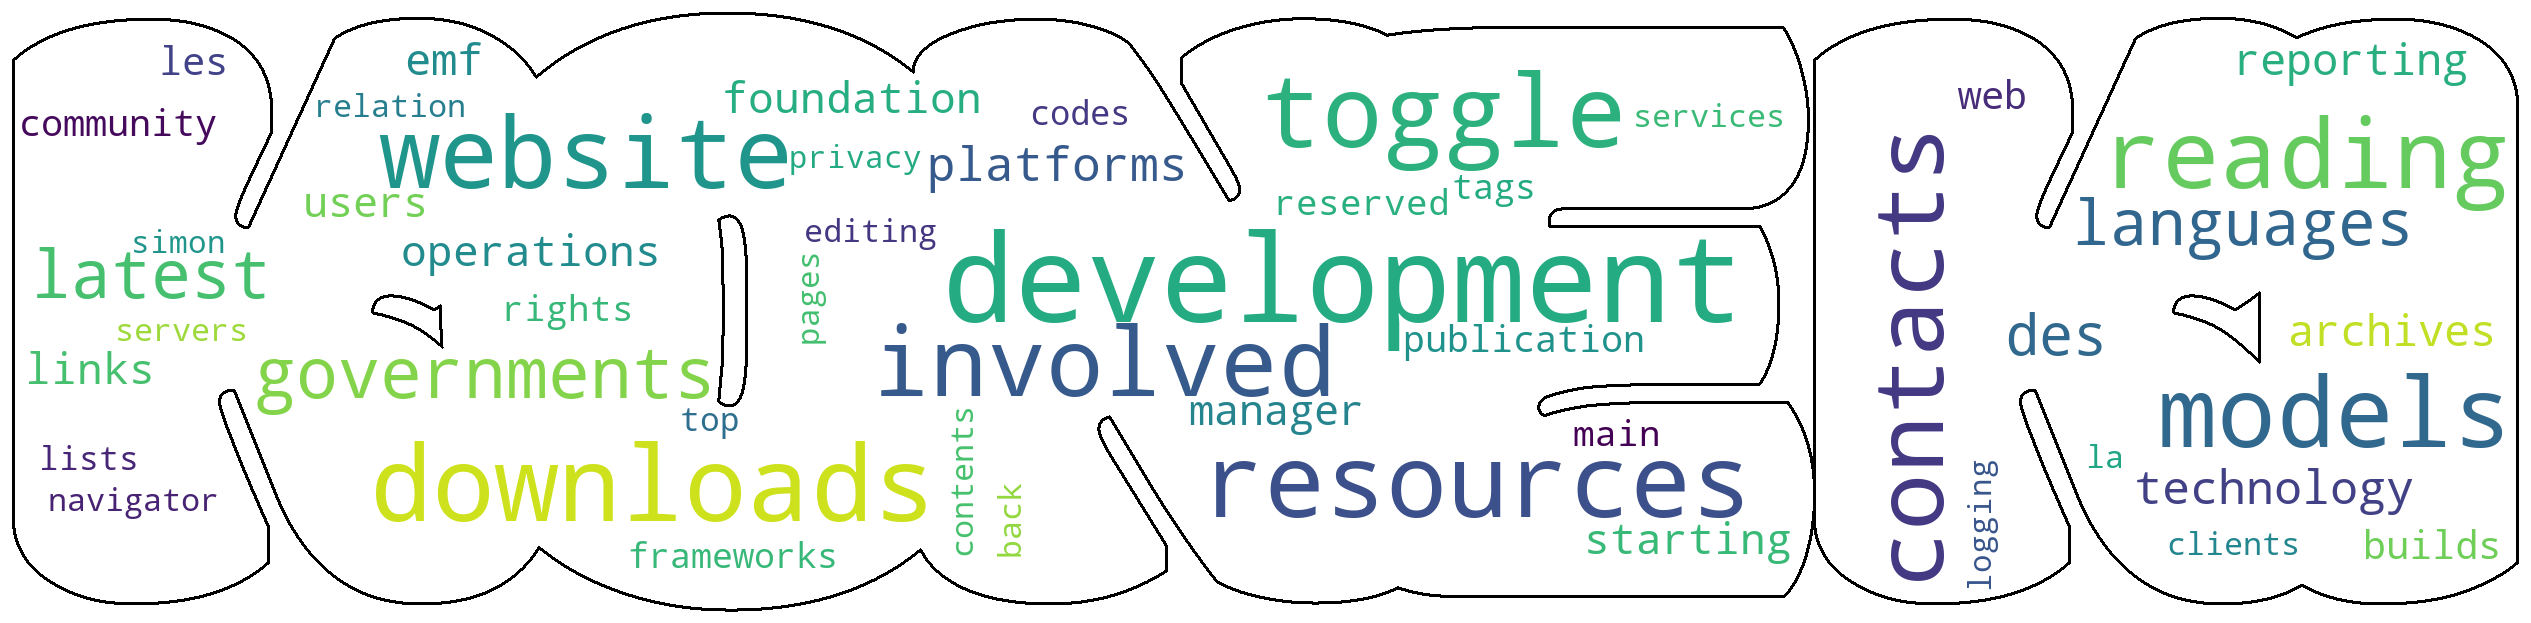 les
emf
reporting
community
relation
foundation
codes
toggle
services
web
website
privacy
platforms
reading
users
reserved
tags
languages
simon
operations
editing
latest
rights
pages
development
contacts
servers
links
involved
publication
des
archives
governments
top
contents
manager
main
models
lists
navigator
downloads
back
resources
logging
la
technology
frameworks
starting
clients
builds